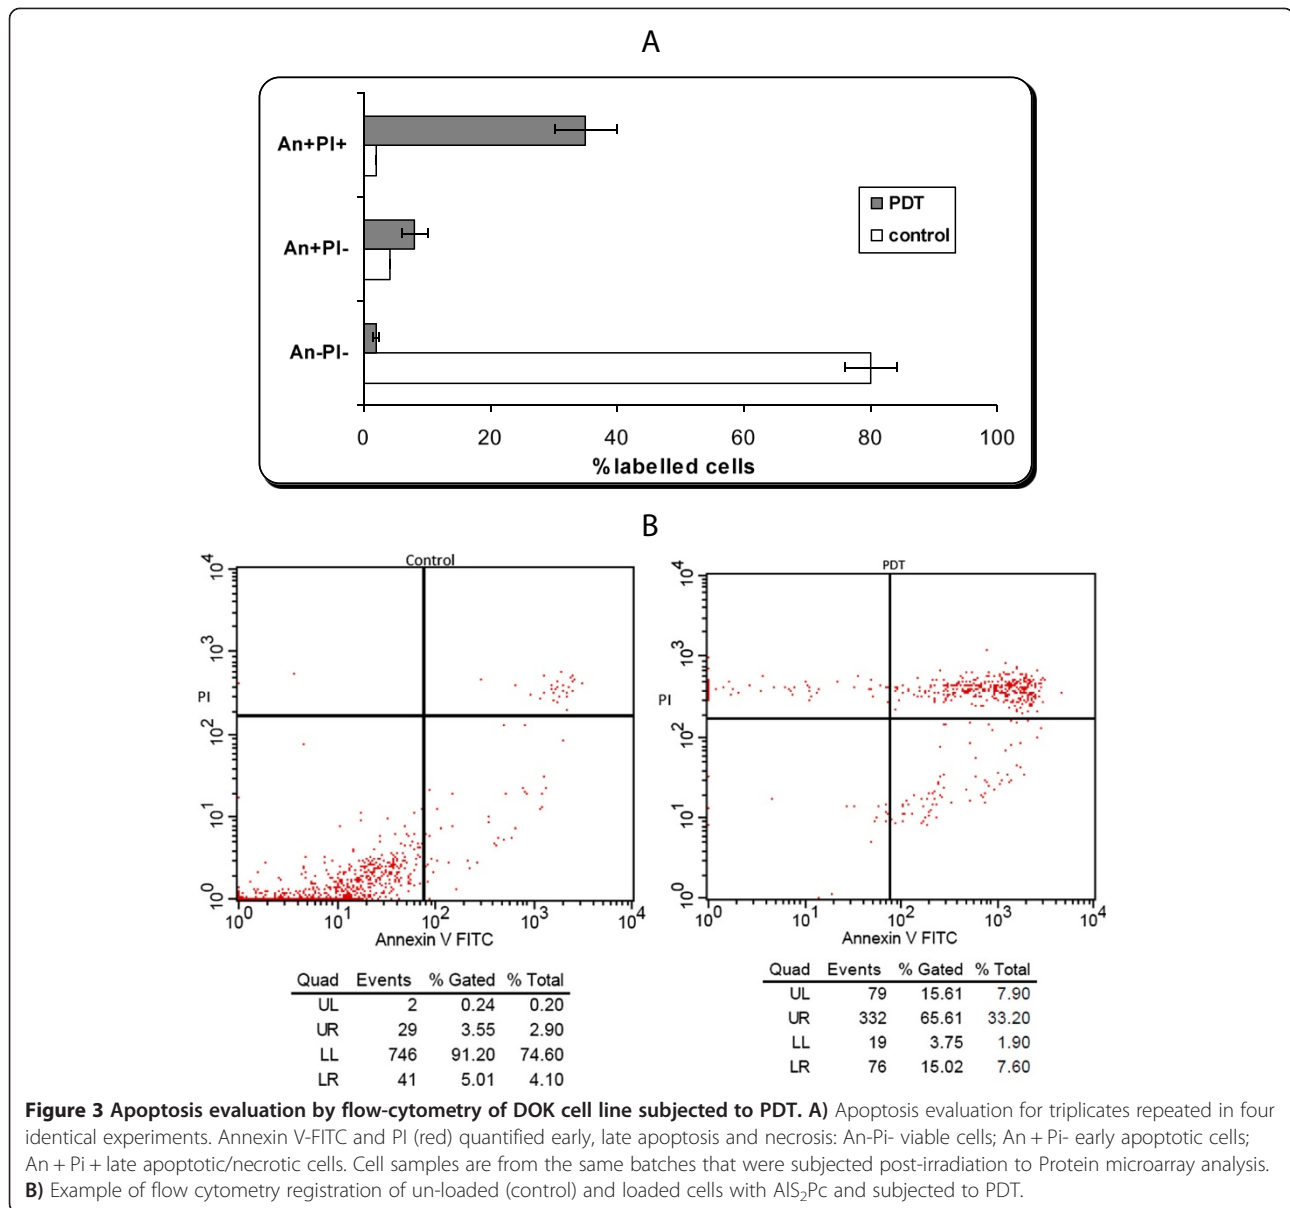 A
An+PI+
An+PI-
An-PI-
PDT
control
0 20 40 60 80 100
% labelled cells
B
Control
10^4
10^3
PI
10^2
10^1
10^0
10^0 10^1 10^2 10^3 10^4
Annexin V FITC
Quad Events % Gated % Total
UL 2 0.24 0.20
UR 29 3.55 2.90
LL 746 91.20 74.60
LR 41 5.01 4.10
PDT
10^4
10^3
PI
10^2
10^1
10^0
10^0 10^1 10^2 10^3 10^4
Annexin V FITC
Quad Events % Gated % Total
UL 79 15.61 7.90
UR 332 65.61 33.20
LL 19 3.75 1.90
LR 76 15.02 7.60
Figure 3 Apoptosis evaluation by flow-cytometry of DOK cell line subjected to PDT. A) Apoptosis evaluation for triplicates repeated in four
identical experiments. Annexin V-FITC and PI (red) quantified early, late apoptosis and necrosis: An-Pi- viable cells; An + Pi- early apoptotic cells;
An + Pi + late apoptotic/necrotic cells. Cell samples are from the same batches that were subjected post-irradiation to Protein microarray analysis.
B) Example of flow cytometry registration of un-loaded (control) and loaded cells with AlS₂Pc and subjected to PDT.